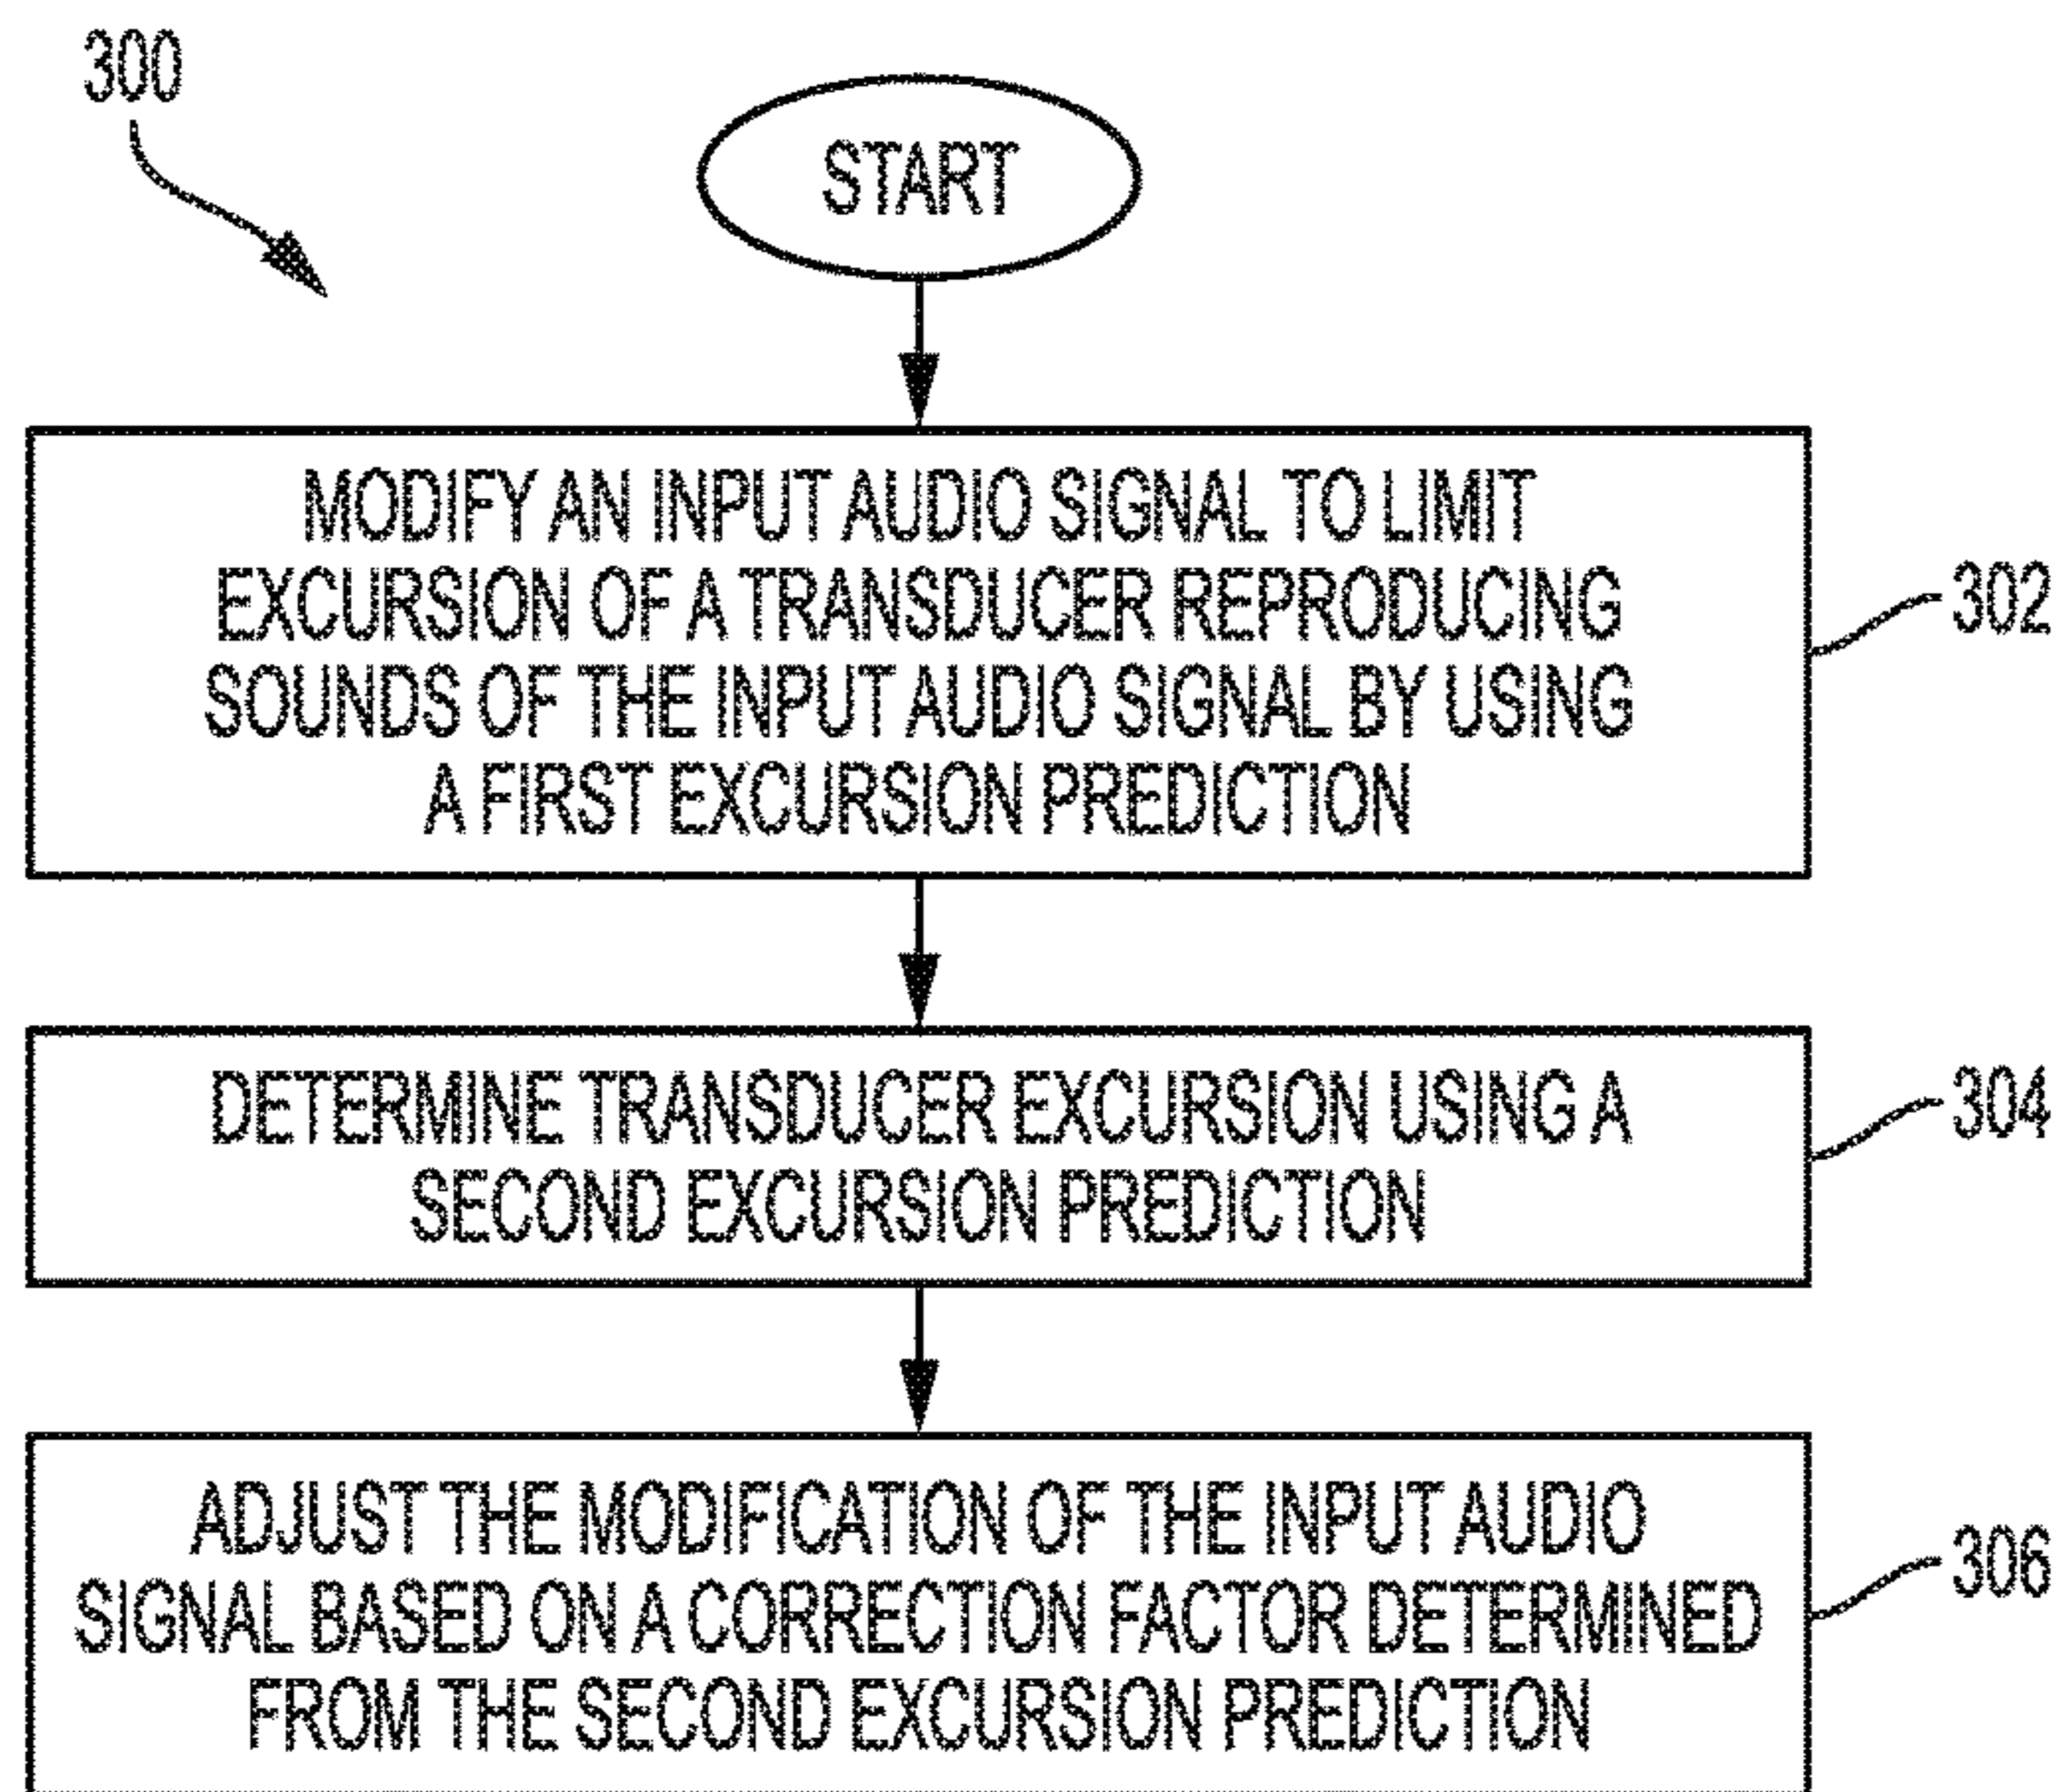 300
START
MODIFY AN INPUT AUDIO SIGNAL TO LIMIT
EXCURSION OF A TRANSDUCER REPRODUCING
SOUNDS OF THE INPUT AUDIO SIGNAL BY USING
A FIRST EXCURSION PREDICTION
302
DETERMINE TRANSDUCER EXCURSION USING A
SECOND EXCURSION PREDICTION
304
ADJUST THE MODIFICATION OF THE INPUT AUDIO
SIGNAL BASED ON A CORRECTION FACTOR DETERMINED
FROM THE SECOND EXCURSION PREDICTION
306